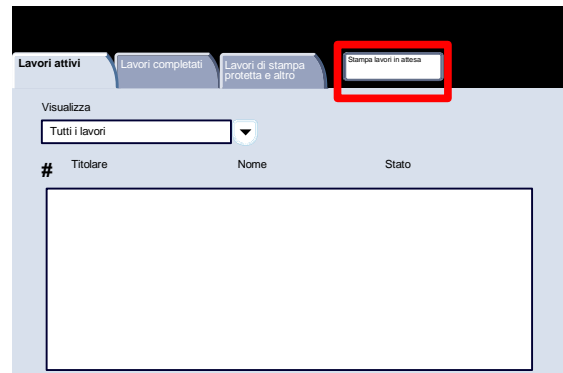 Lavori attivi
Lavori completati
Lavori di stampa
protetta e altro
Stampa lavori in attesa
Visualizza
Tutti i lavori
# Titolare Nome Stato